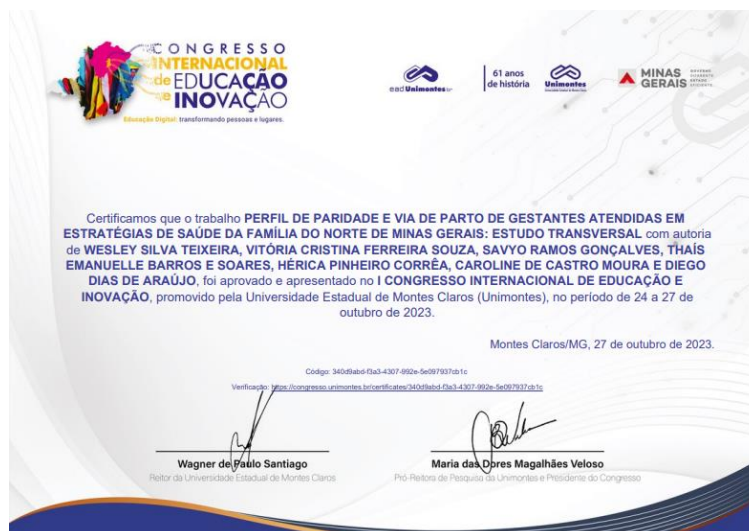 CONGRESSO
INTERNACIONAL
de EDUCAÇÃO
e INOVAÇÃO
Educação Digital: transformando pessoas e lugares.
ead Unimontes
61 anos
de história
Unimontes
MINAS
GERAIS
Certificamos que o trabalho PERFIL DE PARIDADE E VIA DE PARTO DE GESTANTES ATENDIDAS EM
ESTRATÉGIAS DE SAÚDE DA FAMÍLIA DO NORTE DE MINAS GERAIS: ESTUDO TRANSVERSAL com autoria
de WESLEY SILVA TEIXEIRA, VITÓRIA CRISTINA FERREIRA SOUZA, SAVYO RAMOS GONÇALVES, THAÍS
EMANUELLE BARROS E SOARES, HÉRICA PINHEIRO CORRÊA, CAROLINE DE CASTRO MOURA E DIEGO
DIAS DE ARAÚJO, foi aprovado e apresentado no I CONGRESSO INTERNACIONAL DE EDUCAÇÃO E
INOVAÇÃO, promovido pela Universidade Estadual de Montes Claros (Unimontes), no período de 24 a 27 de
outubro de 2023.
Montes Claros/MG, 27 de outubro de 2023.
Código: 340d9abd-f3a3-4307-992e-5e097937cb1c
Verificação: https://congresso.unimontes.br/certificates/340d9abd-f3a3-4307-992e-5e097937cb1c
Wagner de Paulo Santiago
Reitor da Universidade Estadual de Montes Claros
Maria das Dores Magalhães Veloso
Pró-Reitora de Pesquisa da Unimontes e Presidente do Congresso